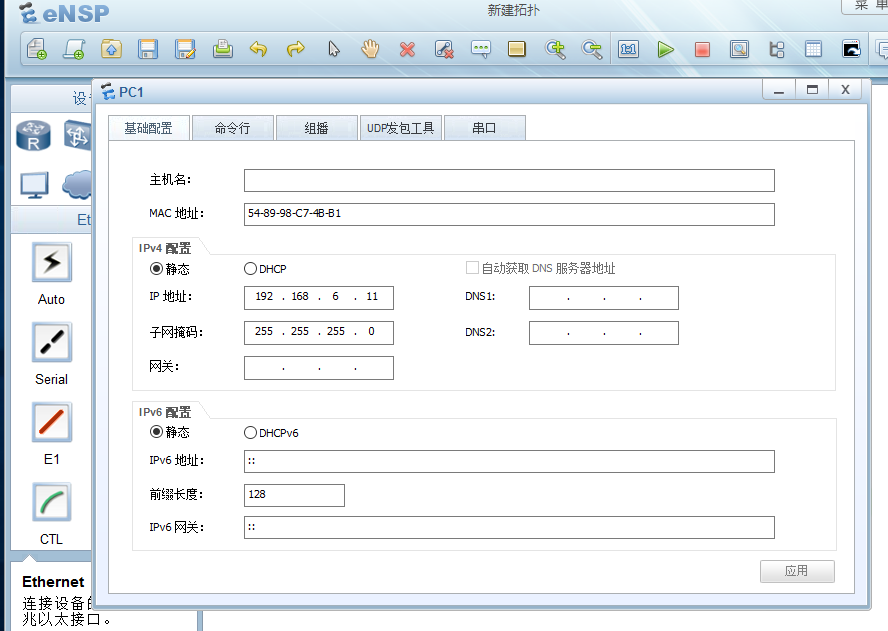 eNSP
新建拓扑
菜 单
设
PC1
基础配置 命令行 组播 UDP发包工具 串口
主机名：
MAC 地址： 54-89-98-C7-4B-B1
IPv4 配置
静态 DHCP 自动获取 DNS 服务器地址
IP 地址： 192 . 168 . 6 . 11 DNS1: . . .
子网掩码： 255 . 255 . 255 . 0 DNS2: . . .
网关： . . .
IPv6 配置
静态 DHCPv6
IPv6 地址： ::
前缀长度： 128
IPv6 网关： ::
应用
R
Et
Auto
Serial
E1
CTL
Ethernet
连接设备的
兆以太接口。
1:1